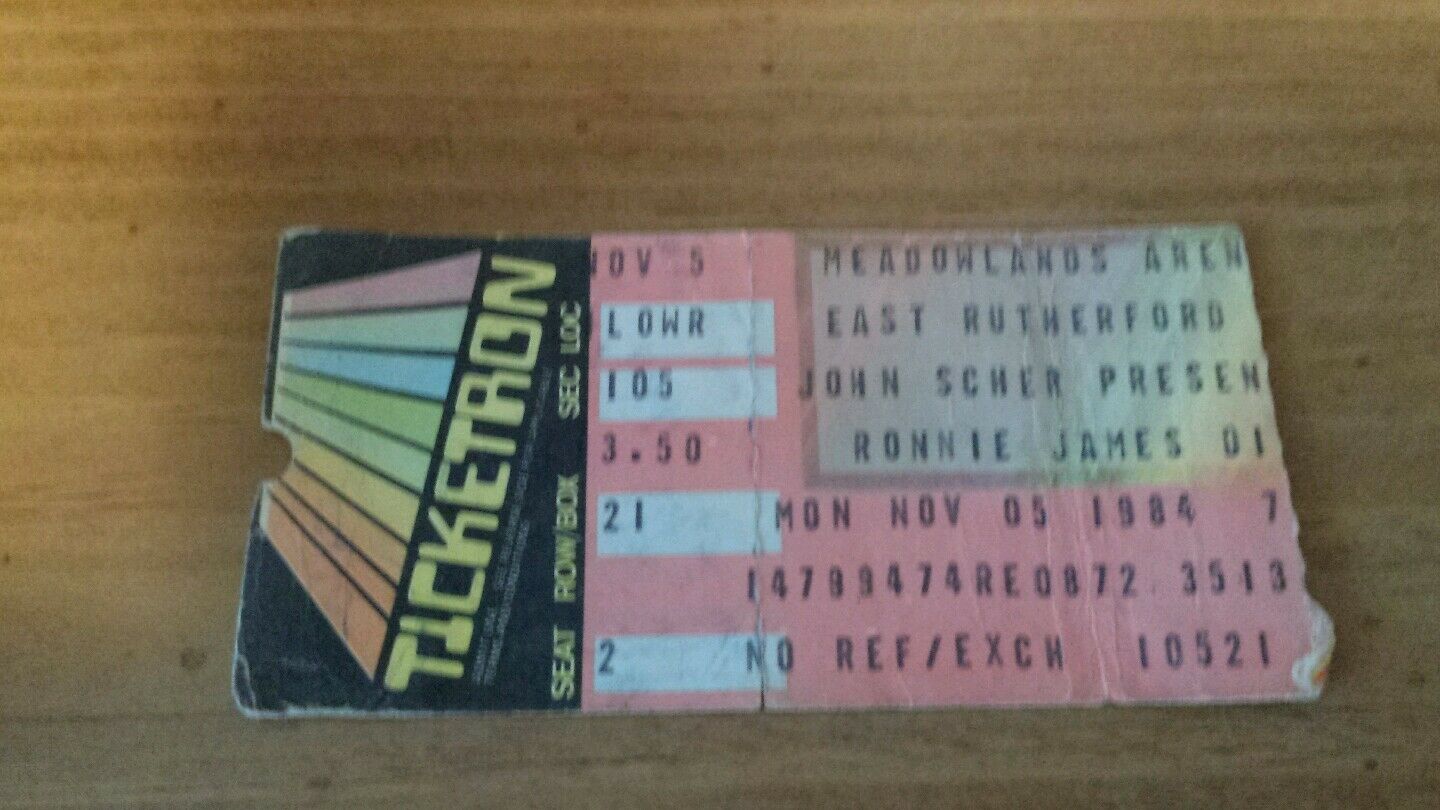 TICKETRON
SEAT ROW/BOX SEC LOC
NOV 5
LOWR
105
3.50
21
2
MEADOWLANDS AREN
EAST RUTHERFORD
JOHN SCHER PRESEN
RONNIE JAMES DI
MON NOV 05 1984 7
14799474RE0872 3513
NO REF/EXCH 10521